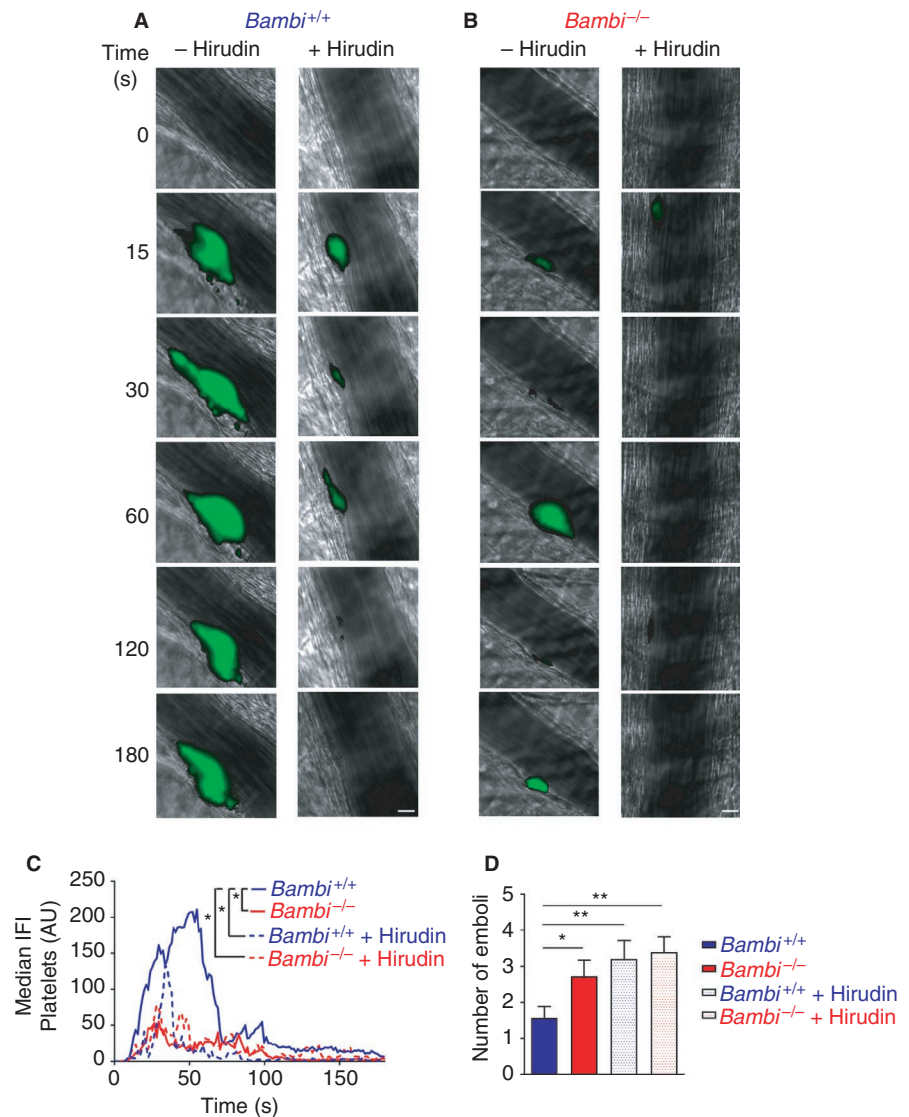 A
Bambi+/+
B
Bambi−/−
Time
(s)
– Hirudin
+ Hirudin
– Hirudin
+ Hirudin
0
15
30
60
120
180
C
250
200
150
100
50
0
Median IFI
Platelets (AU)
0
50
100
150
Time (s)
*
*
*
Bambi+/+
Bambi−/−
Bambi+/+ + Hirudin
Bambi−/− + Hirudin
D
5
4
3
2
1
0
Number of emboli
**
**
*
Bambi+/+
Bambi−/−
Bambi+/+ + Hirudin
Bambi−/− + Hirudin